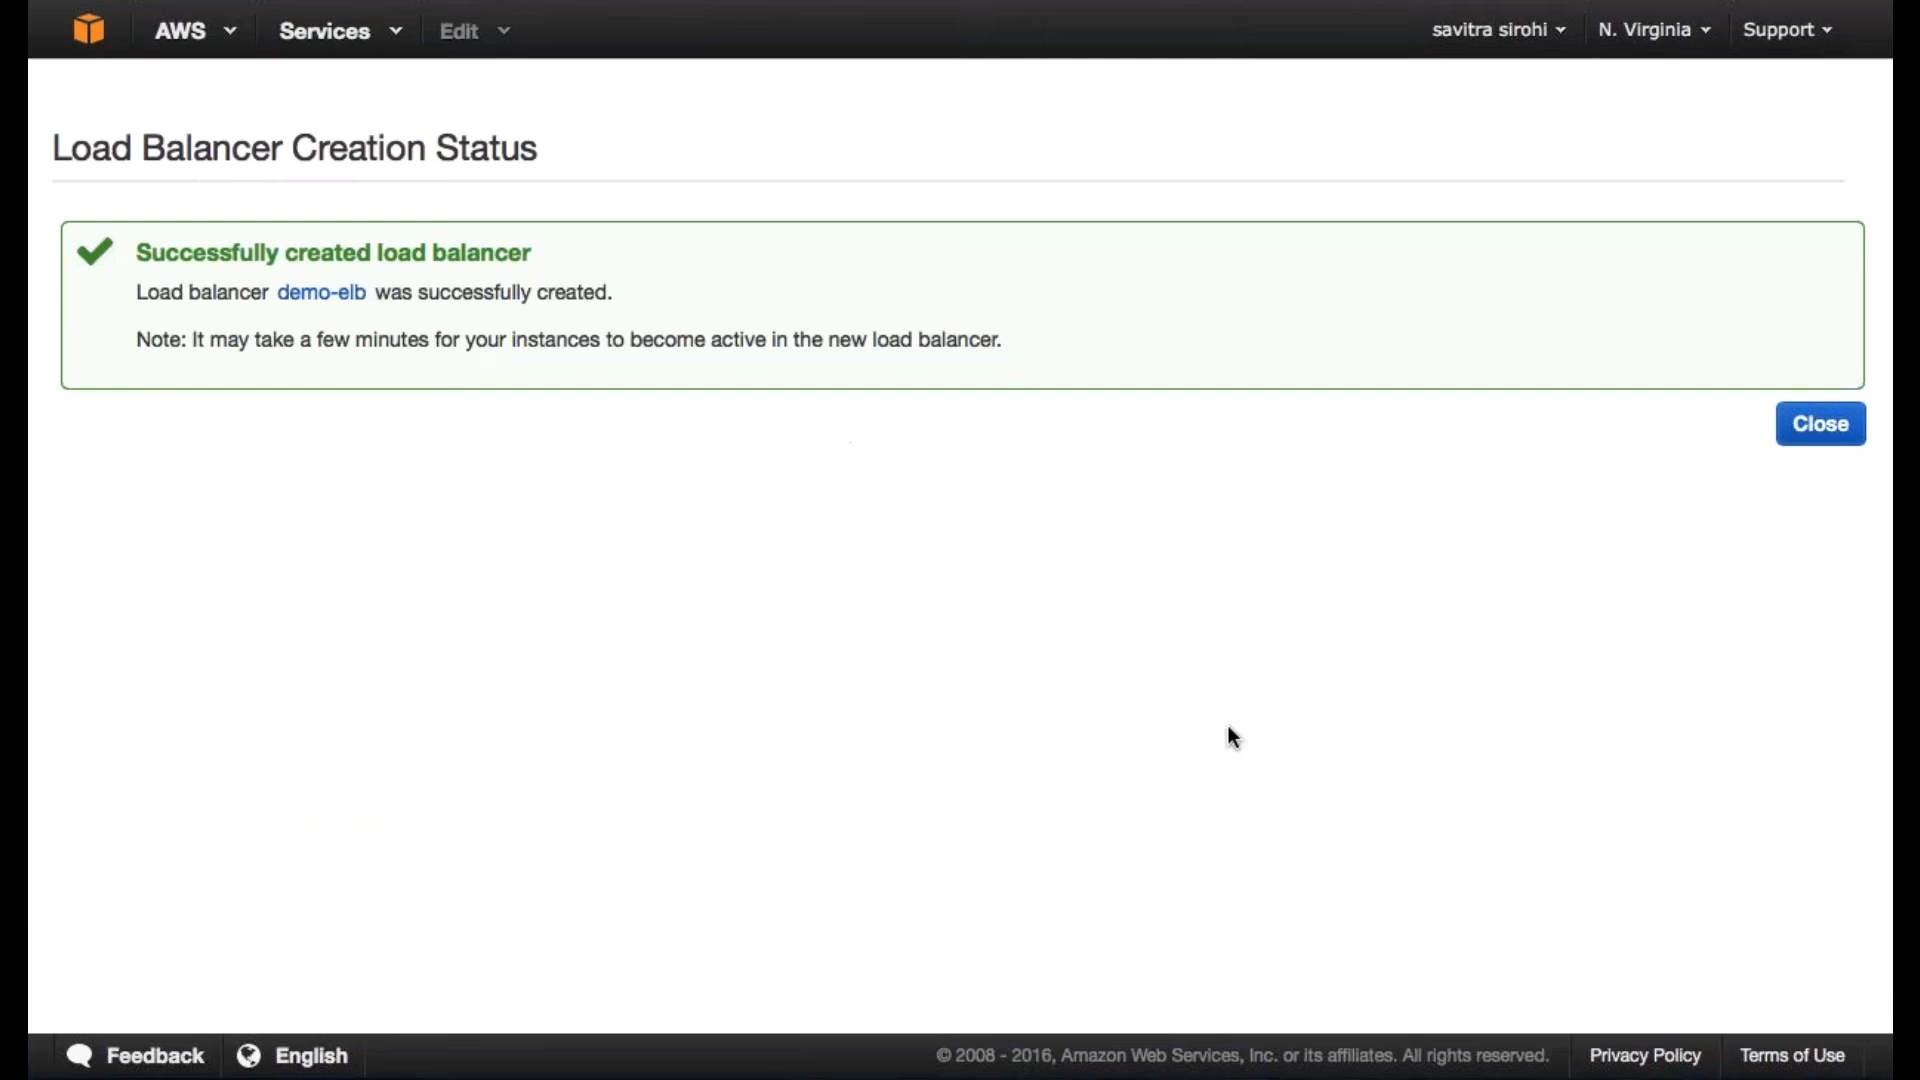 AWS Services Edit savitra sirohi N. Virginia Support
Load Balancer Creation Status
Successfully created load balancer
Load balancer demo-elb was successfully created.
Note: It may take a few minutes for your instances to become active in the new load balancer.
Close
Feedback English © 2008 - 2016, Amazon Web Services, Inc. or its affiliates. All rights reserved. Privacy Policy Terms of Use